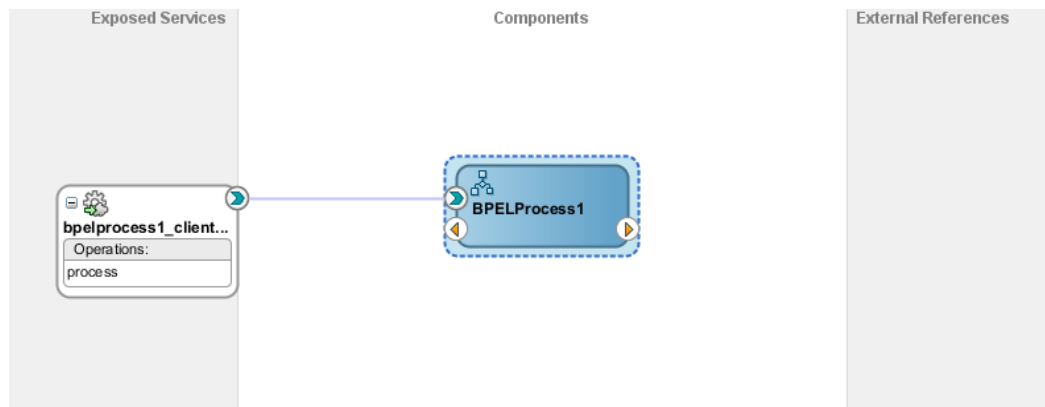 Exposed Services
Components
External References
bpelprocess1_client...
Operations:
process
BPELProcess1